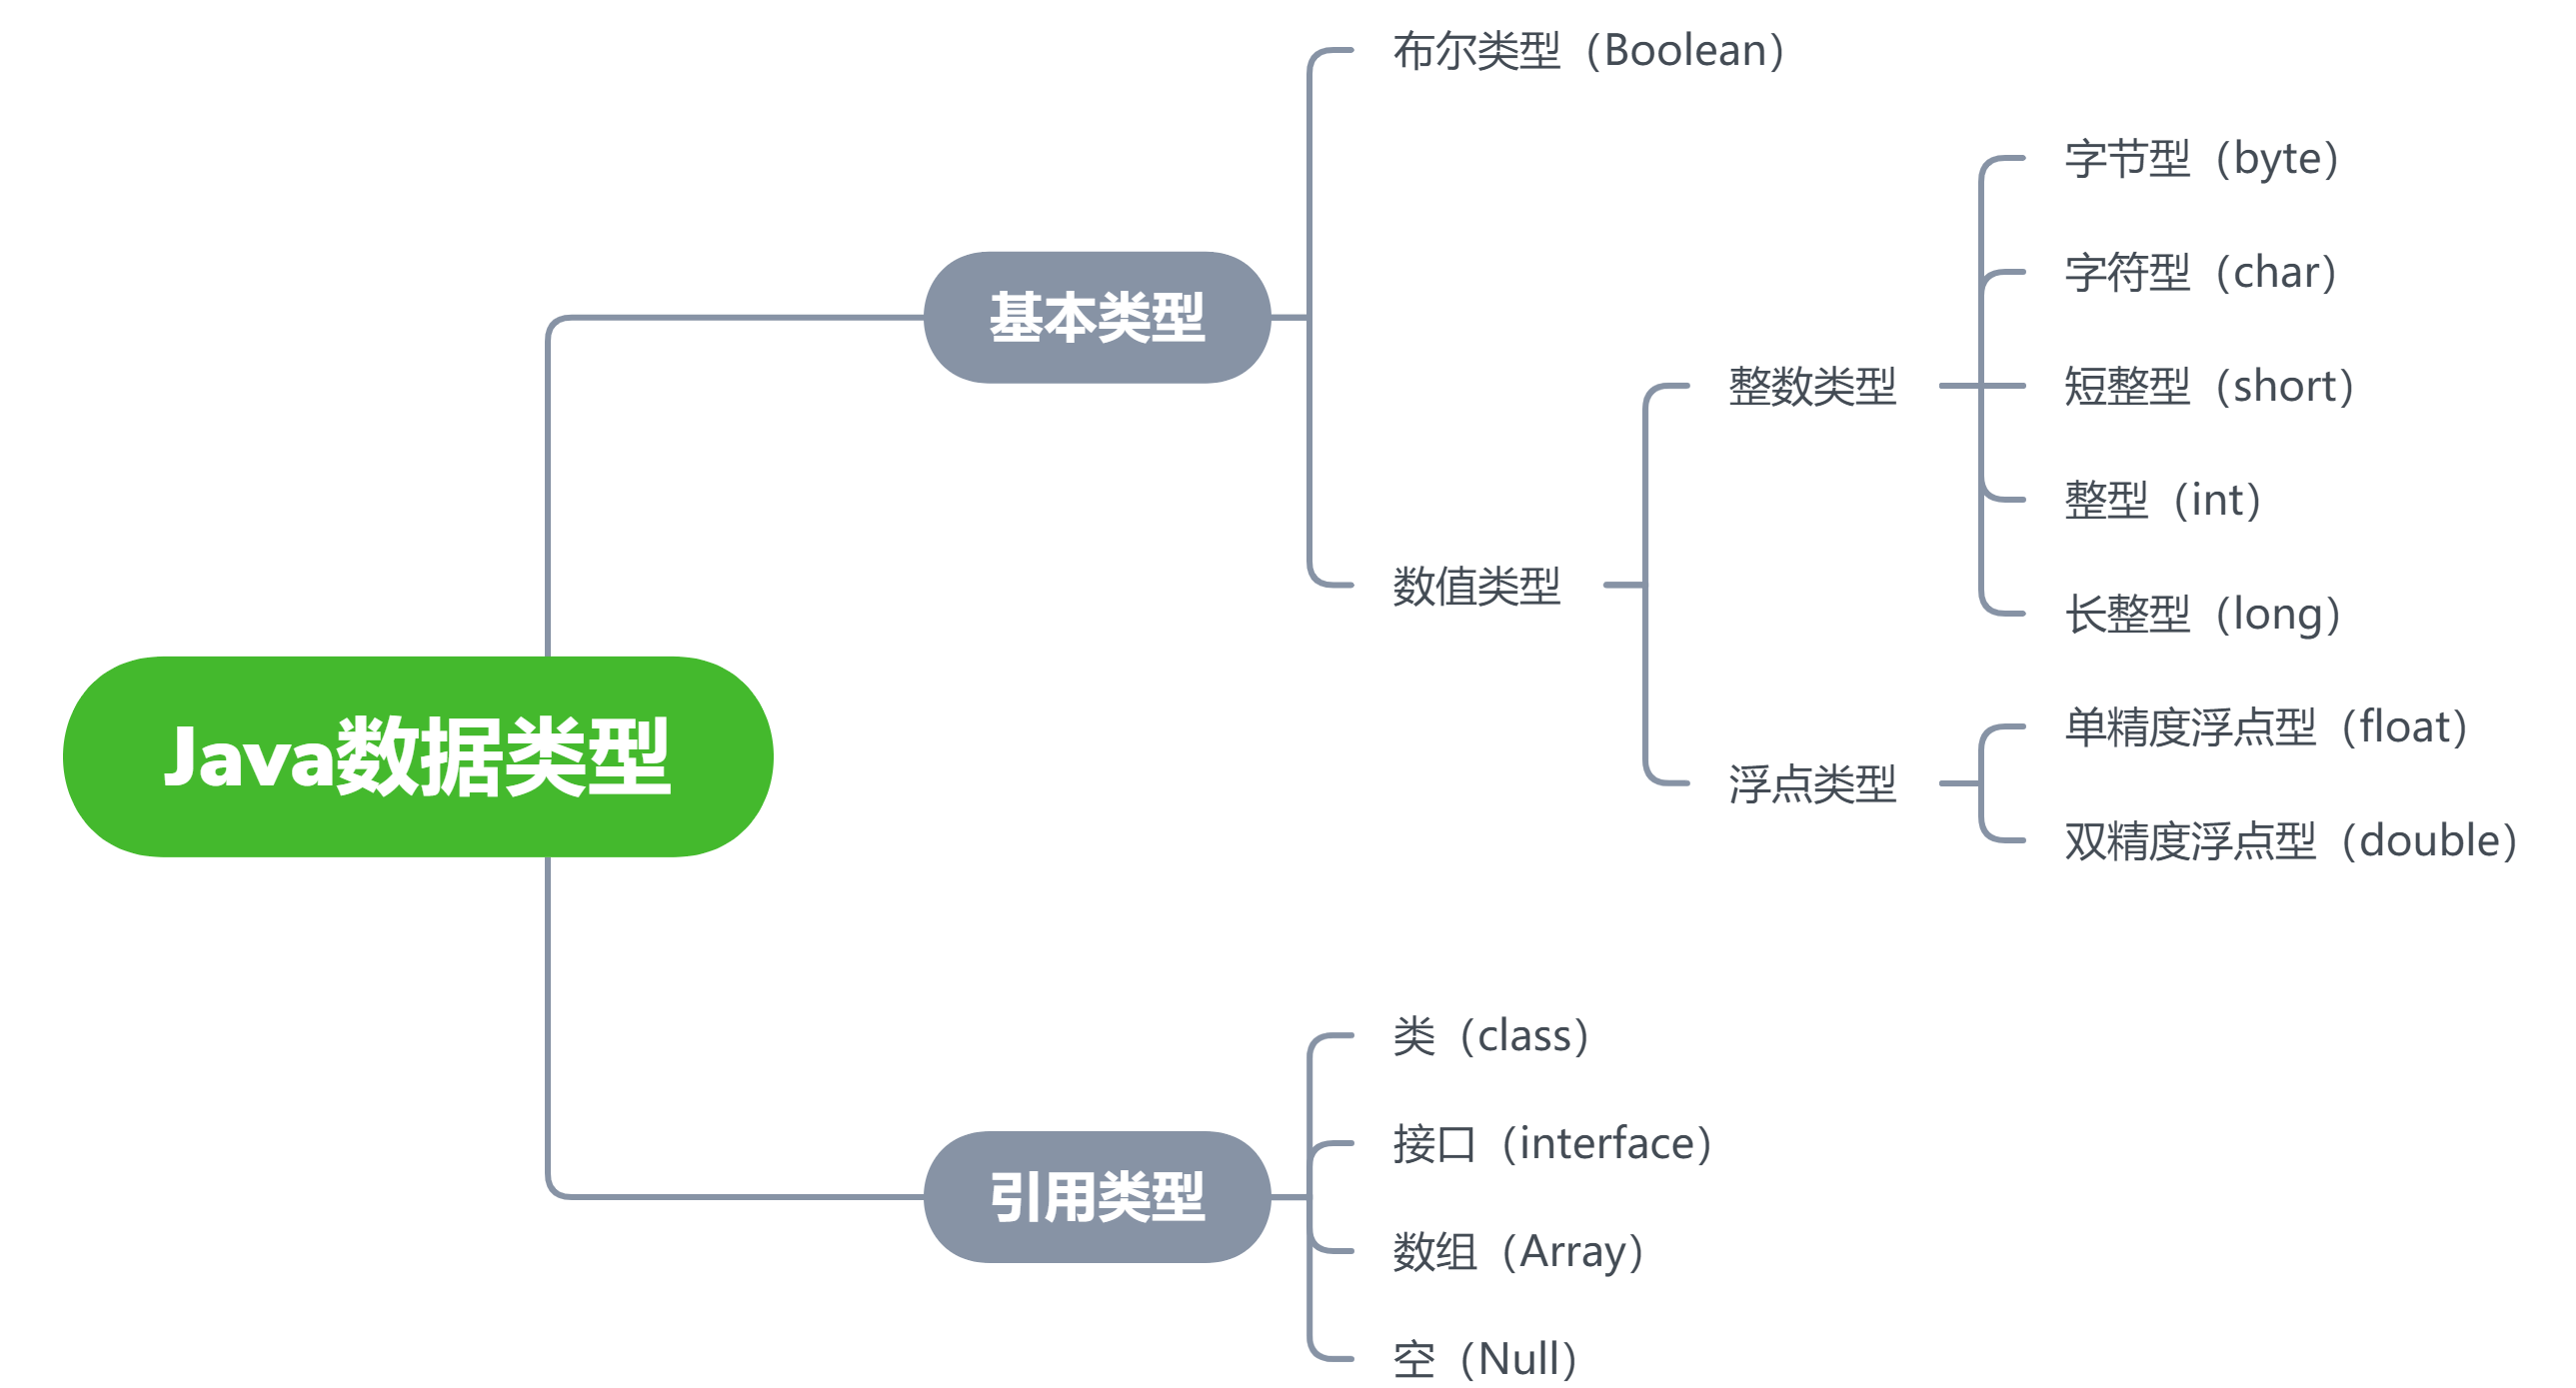 Java数据类型
基本类型
布尔类型（Boolean）
数值类型
整数类型
字节型（byte）
字符型（char）
短整型（short）
整型（int）
长整型（long）
浮点类型
单精度浮点型（float）
双精度浮点型（double）
引用类型
类（class）
接口（interface）
数组（Array）
空（Null）